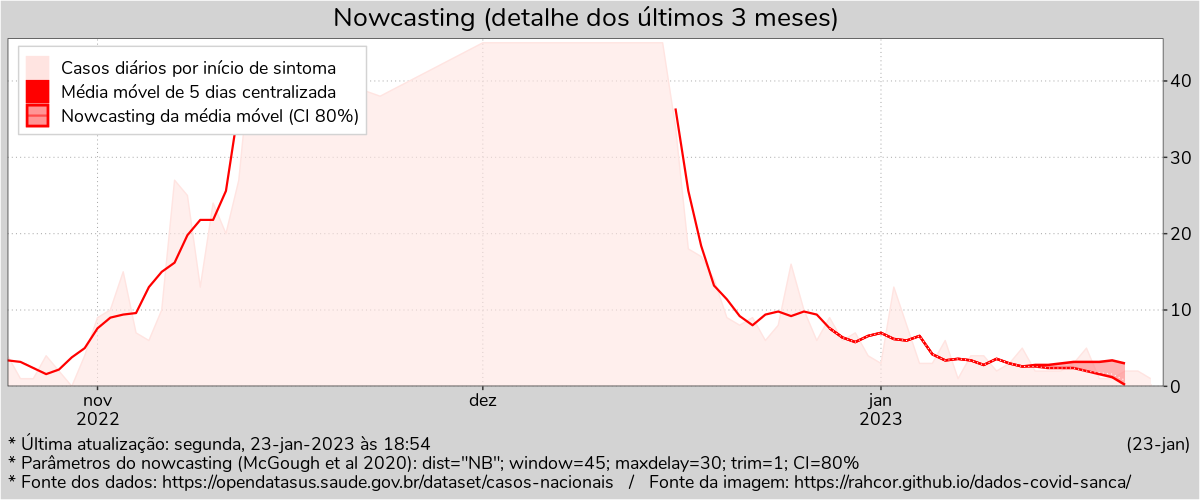 Nowcasting (detalhe dos últimos 3 meses)
Casos diários por início de sintoma
Média móvel de 5 dias centralizada
Nowcasting da média móvel (CI 80%)
40
30
20
10
0
nov
2022
dez
jan
2023
* Última atualização: segunda, 23-jan-2023 às 18:54
(23-jan)
* Parâmetros do nowcasting (McGough et al 2020): dist="NB"; window=45; maxdelay=30; trim=1; CI=80%
* Fonte dos dados: https://opendatasus.saude.gov.br/dataset/casos-nacionais / Fonte da imagem: https://rahcor.github.io/dados-covid-sanca/